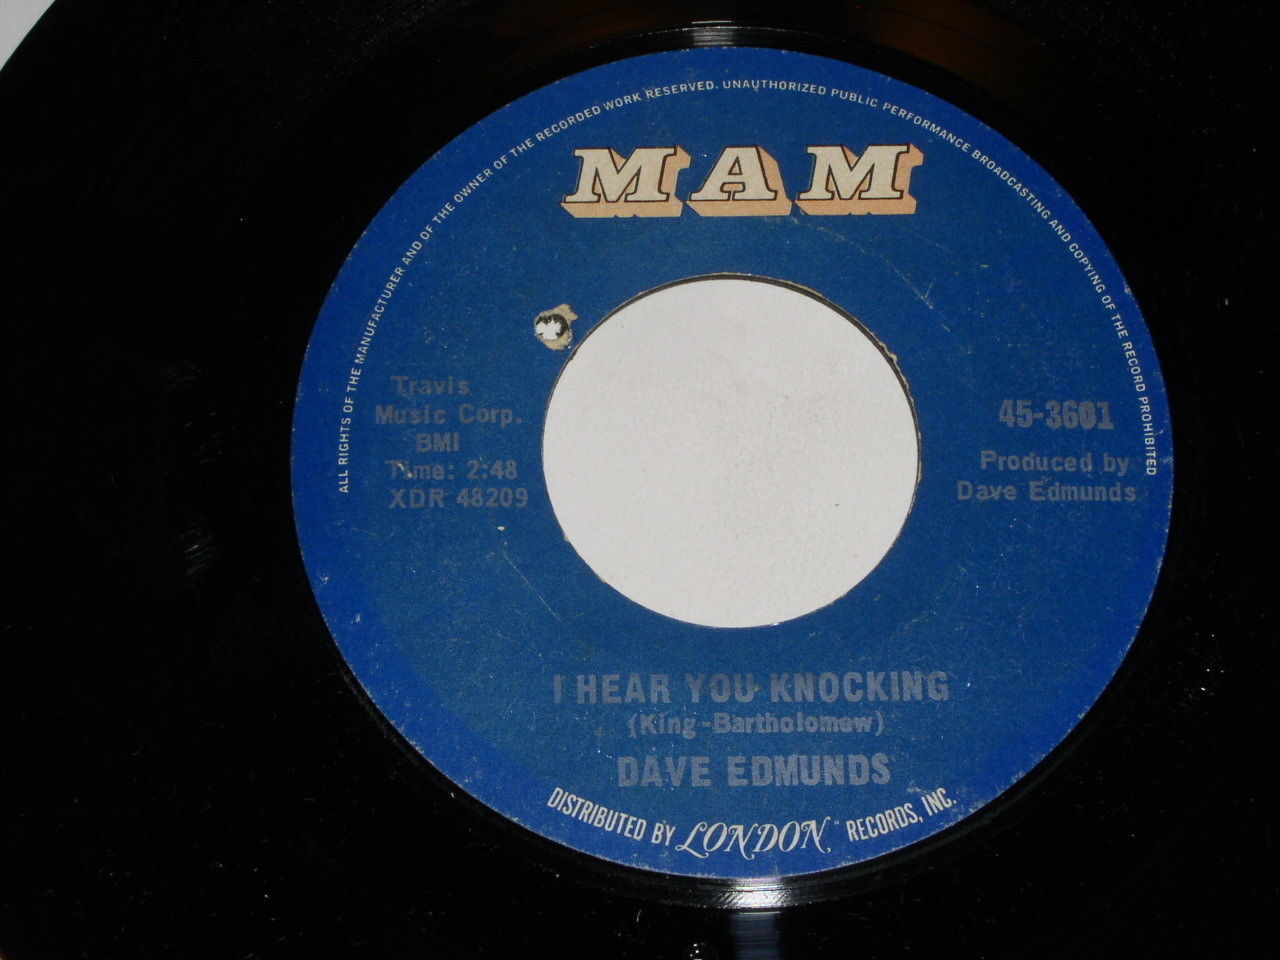 ALL RIGHTS OF THE MANUFACTURER AND OF THE OWNER OF THE RECORDED WORK RESERVED. UNAUTHORIZED PUBLIC PERFORMANCE BROADCASTING AND COPYING OF THE RECORD PROHIBITED
MAM
Travis
Music Corp.
BMI
Time: 2:48
XDR 48209
45-3601
Produced by
Dave Edmunds
I HEAR YOU KNOCKING
(King-Bartholomew)
DAVE EDMUNDS
DISTRIBUTED BY LONDON RECORDS, INC.